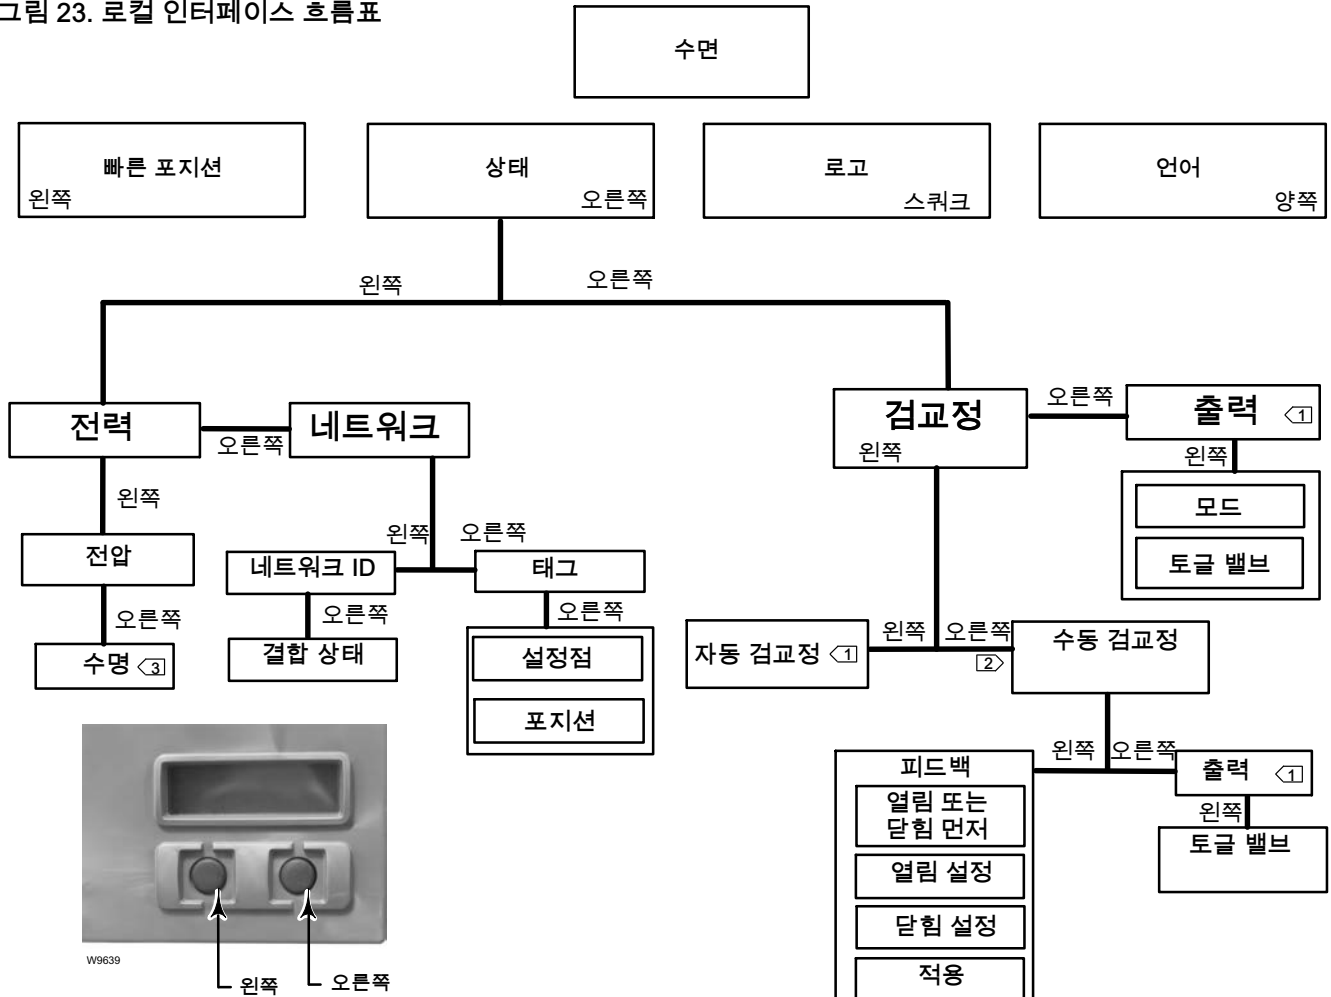 그림 23. 로컬 인터페이스 흐름표
수면
빠른 포지션
왼쪽
상태
오른쪽
로고
스쿼크
언어
양쪽
왼쪽
오른쪽
전력
오른쪽
네트워크
검교정
왼쪽
오른쪽
출력 1
왼쪽
모드
토글 밸브
왼쪽
전압
오른쪽
수명 3
왼쪽
오른쪽
네트워크 ID
오른쪽
결합 상태
태그
오른쪽
설정점
포지션
자동 검교정 1
왼쪽
오른쪽
2
수동 검교정
왼쪽
오른쪽
피드백
열림 또는
닫힘 먼저
열림 설정
닫힘 설정
적용
출력 1
왼쪽
토글 밸브
W9639
왼쪽
오른쪽